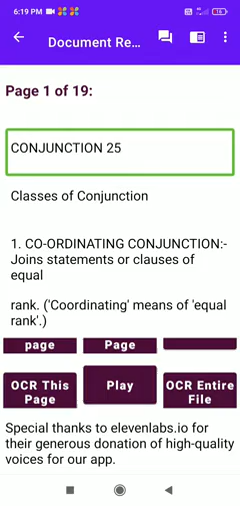 6:19 PM
16
Document Re...
Page 1 of 19:
CONJUNCTION 25
Classes of Conjunction
1. CO-ORDINATING CONJUNCTION:-
Joins statements or clauses of
equal
rank. ('Coordinating' means of 'equal
rank'.)
page Page
OCR This Play OCR Entire
Page File
Special thanks to elevenlabs.io for
their generous donation of high-quality
voices for our app.